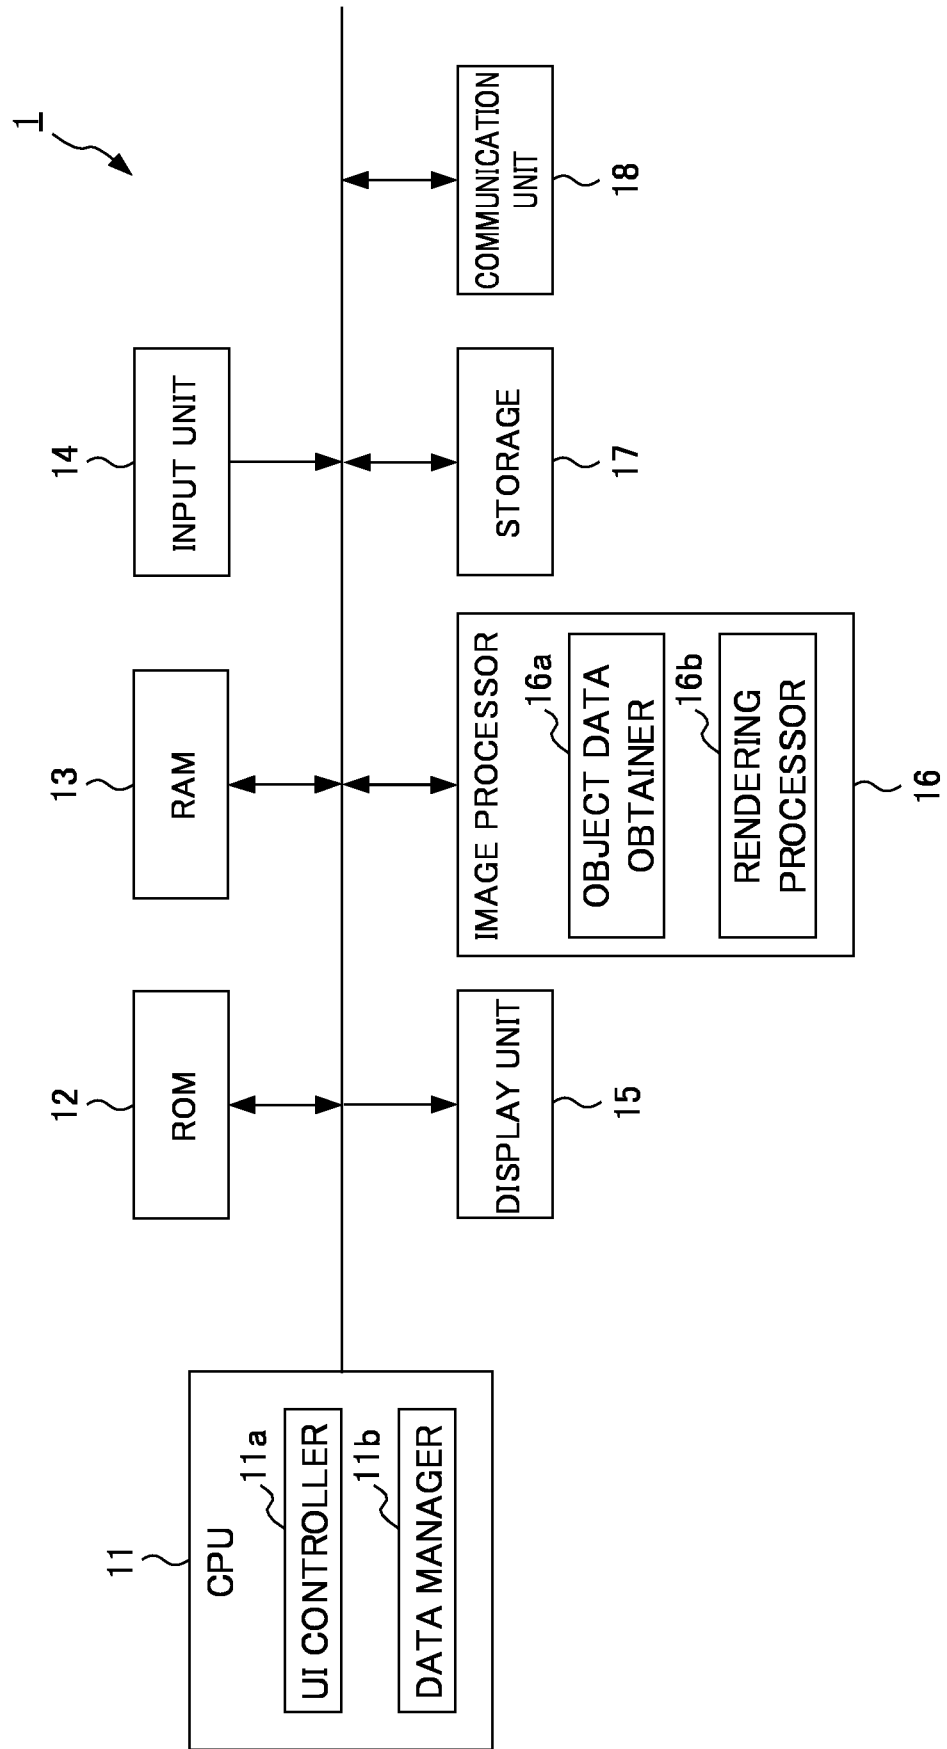 1
11
CPU
11a
UI CONTROLLER
11b
DATA MANAGER
12
ROM
13
RAM
14
INPUT UNIT
DISPLAY UNIT
15
IMAGE PROCESSOR
16a
OBJECT DATA
OBTAINER
16b
RENDERING
PROCESSOR
16
STORAGE
17
COMMUNICATION
UNIT
18